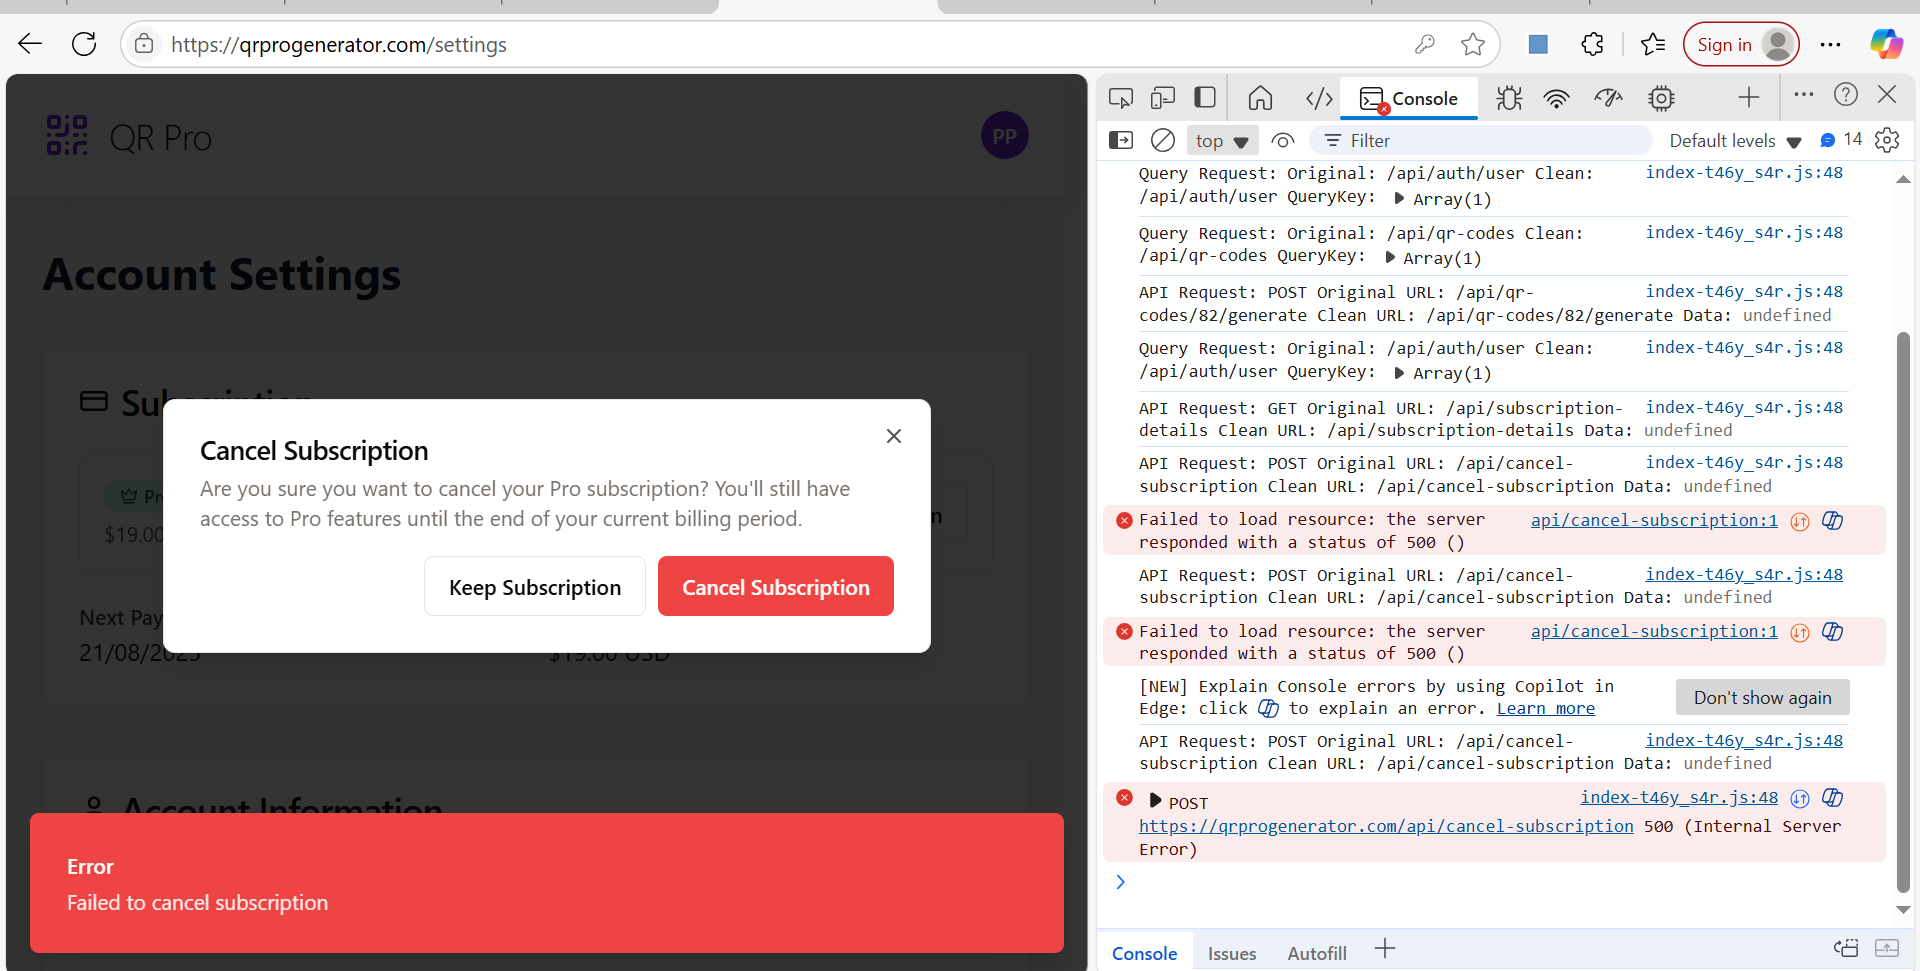 https://qrprogenerator.com/settings
Sign in
QR Pro
PP
Account Settings
Cancel Subscription
Are you sure you want to cancel your Pro subscription? You'll still have
access to Pro features until the end of your current billing period.
Keep Subscription
Cancel Subscription
$19.00
Next Pay
21/08/2025
$19.00 USD
Account Information
Error
Failed to cancel subscription
Console
top
Filter
Default levels
14
Query Request: Original: /api/auth/user Clean: index-t46y_s4r.js:48
/api/auth/user QueryKey: Array(1)
Query Request: Original: /api/qr-codes Clean: index-t46y_s4r.js:48
/api/qr-codes QueryKey: Array(1)
API Request: POST Original URL: /api/qr- index-t46y_s4r.js:48
codes/82/generate Clean URL: /api/qr-codes/82/generate Data: undefined
Query Request: Original: /api/auth/user Clean: index-t46y_s4r.js:48
/api/auth/user QueryKey: Array(1)
API Request: GET Original URL: /api/subscription- index-t46y_s4r.js:48
details Clean URL: /api/subscription-details Data: undefined
API Request: POST Original URL: /api/cancel- index-t46y_s4r.js:48
subscription Clean URL: /api/cancel-subscription Data: undefined
Failed to load resource: the server api/cancel-subscription:1
responded with a status of 500 ()
API Request: POST Original URL: /api/cancel- index-t46y_s4r.js:48
subscription Clean URL: /api/cancel-subscription Data: undefined
Failed to load resource: the server api/cancel-subscription:1
responded with a status of 500 ()
[NEW] Explain Console errors by using Copilot in
Edge: click to explain an error. Learn more
Don't show again
API Request: POST Original URL: /api/cancel- index-t46y_s4r.js:48
subscription Clean URL: /api/cancel-subscription Data: undefined
POST index-t46y_s4r.js:48
https://qrprogenerator.com/api/cancel-subscription 500 (Internal Server
Error)
Console Issues Autofill